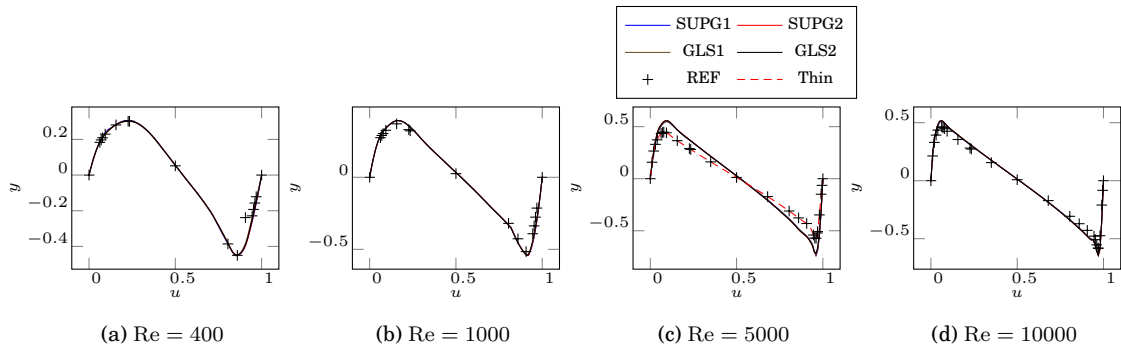 SUPG1 SUPG2
GLS1 GLS2
REF Thin
0.2
0
−0.2
−0.4
y
0 0.5 1
u
(a) Re = 400
0.5
0
−0.5
y
0 0.5 1
u
(b) Re = 1000
0.5
0
−0.5
y
0 0.5 1
u
(c) Re = 5000
0.5
0
−0.5
y
0 0.5 1
u
(d) Re = 10000